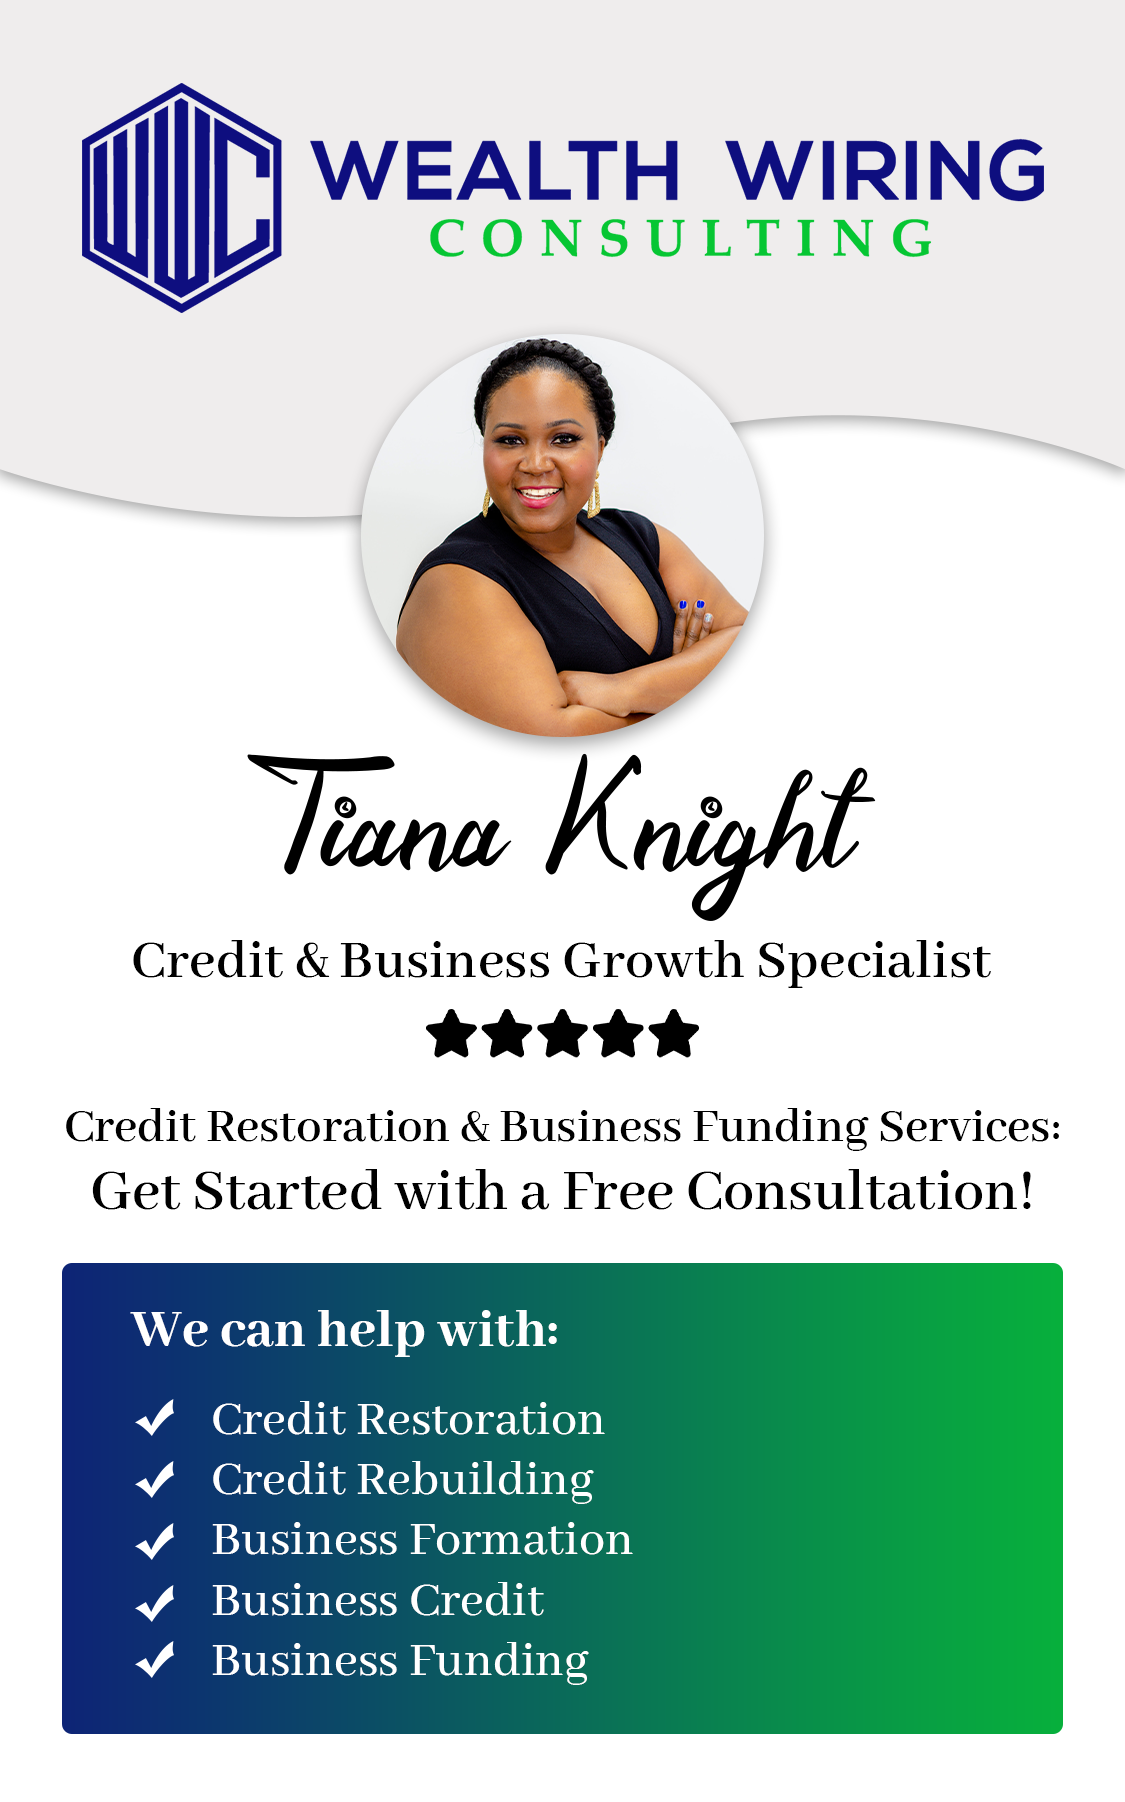 WWC
WEALTH WIRING
CONSULTING
Tiana Knight
Credit & Business Growth Specialist
Credit Restoration & Business Funding Services:
Get Started with a Free Consultation!
We can help with:
Credit Restoration
Credit Rebuilding
Business Formation
Business Credit
Business Funding